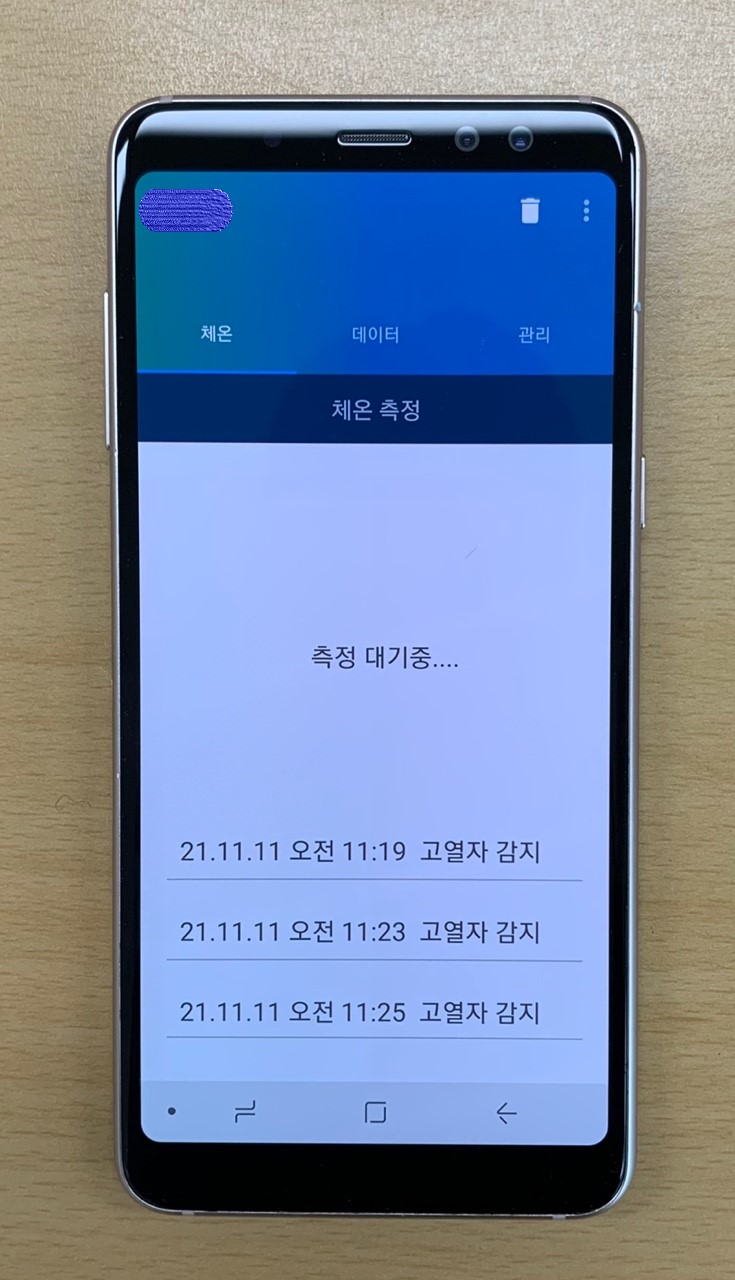 체온 데이터 관리
체온 측정
측정 대기중....
21.11.11 오전 11:19 고열자 감지
21.11.11 오전 11:23 고열자 감지
21.11.11 오전 11:25 고열자 감지